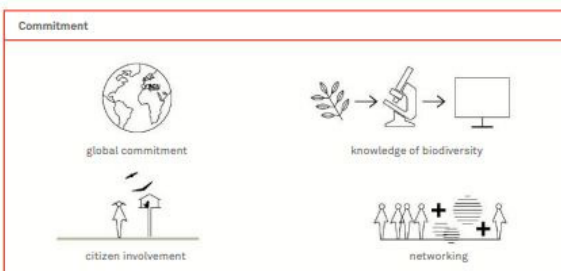 Commitment
global commitment
knowledge of biodiversity
citizen involvement
networking